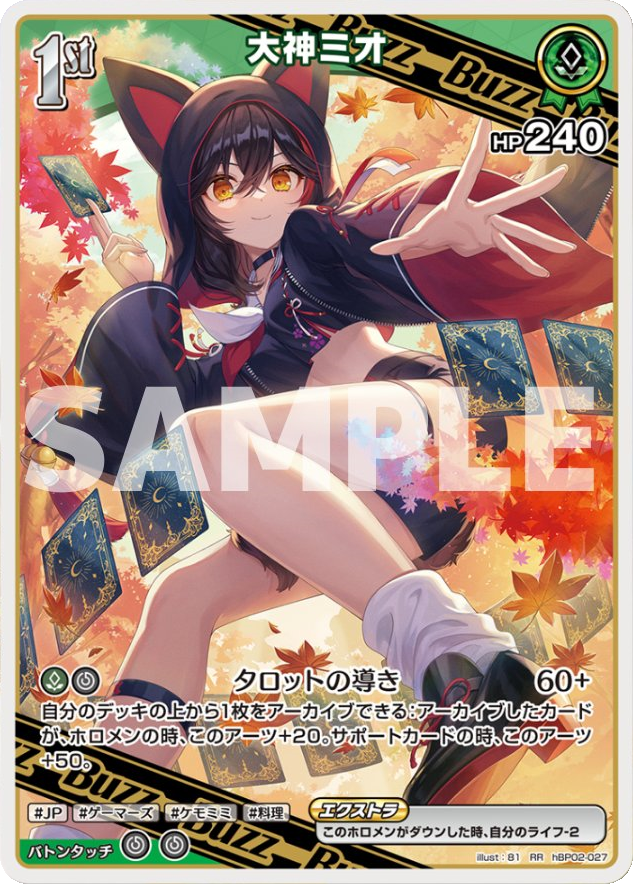 1st
大神ミオ
Buzz Buzz
HP240
SAMPLE
タロットの導き 60+
自分のデッキの上から1枚をアーカイブできる:アーカイブしたカード
が、ホロメンの時、このアーツ+20。サポートカードの時、このアーツ
+50。
Buzz Buzz
#JP #ゲーマーズ #ケモミミ #料理
エクストラ
このホロメンがダウンした時、自分のライフ-2
バトンタッチ
illust : 81 RR hBP02-027